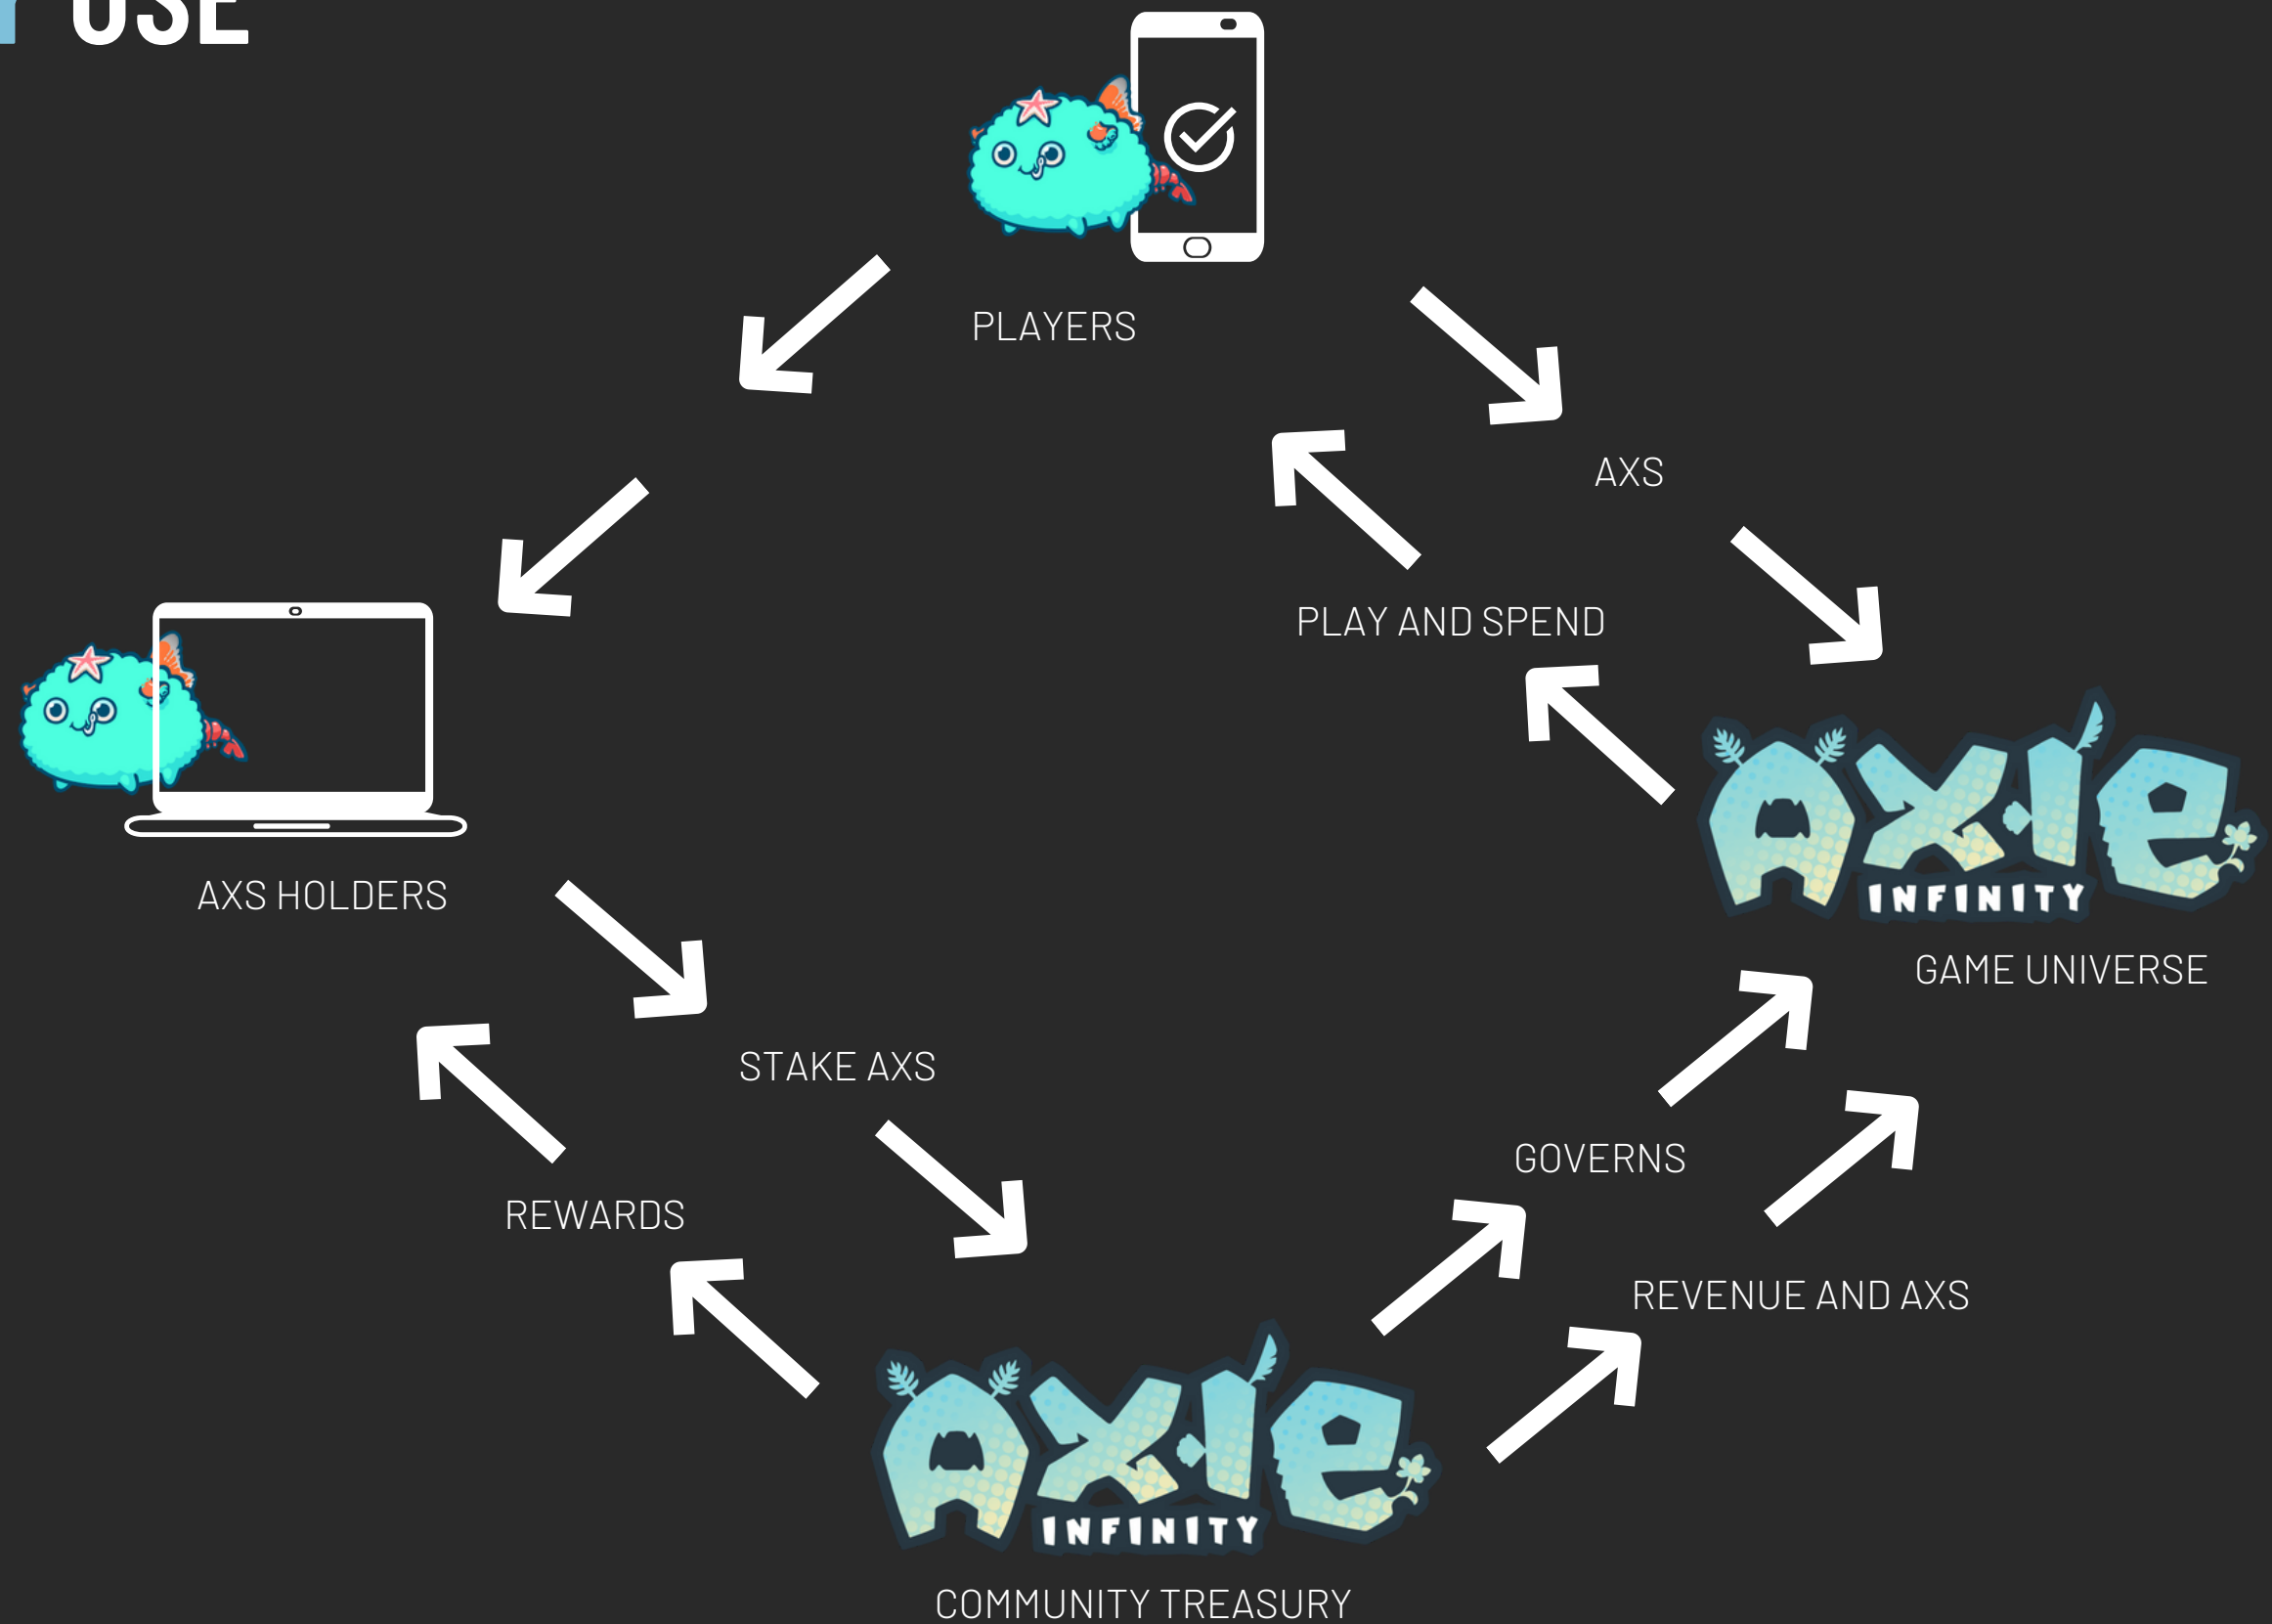 USE
PLAYERS
AXS
PLAY AND SPEND
AXIE
INFINITY
GAME UNIVERSE
AXS HOLDERS
STAKE AXS
GOVERNS
REWARDS
REVENUE AND AXS
AXIE
INFINITY
COMMUNITY TREASURY